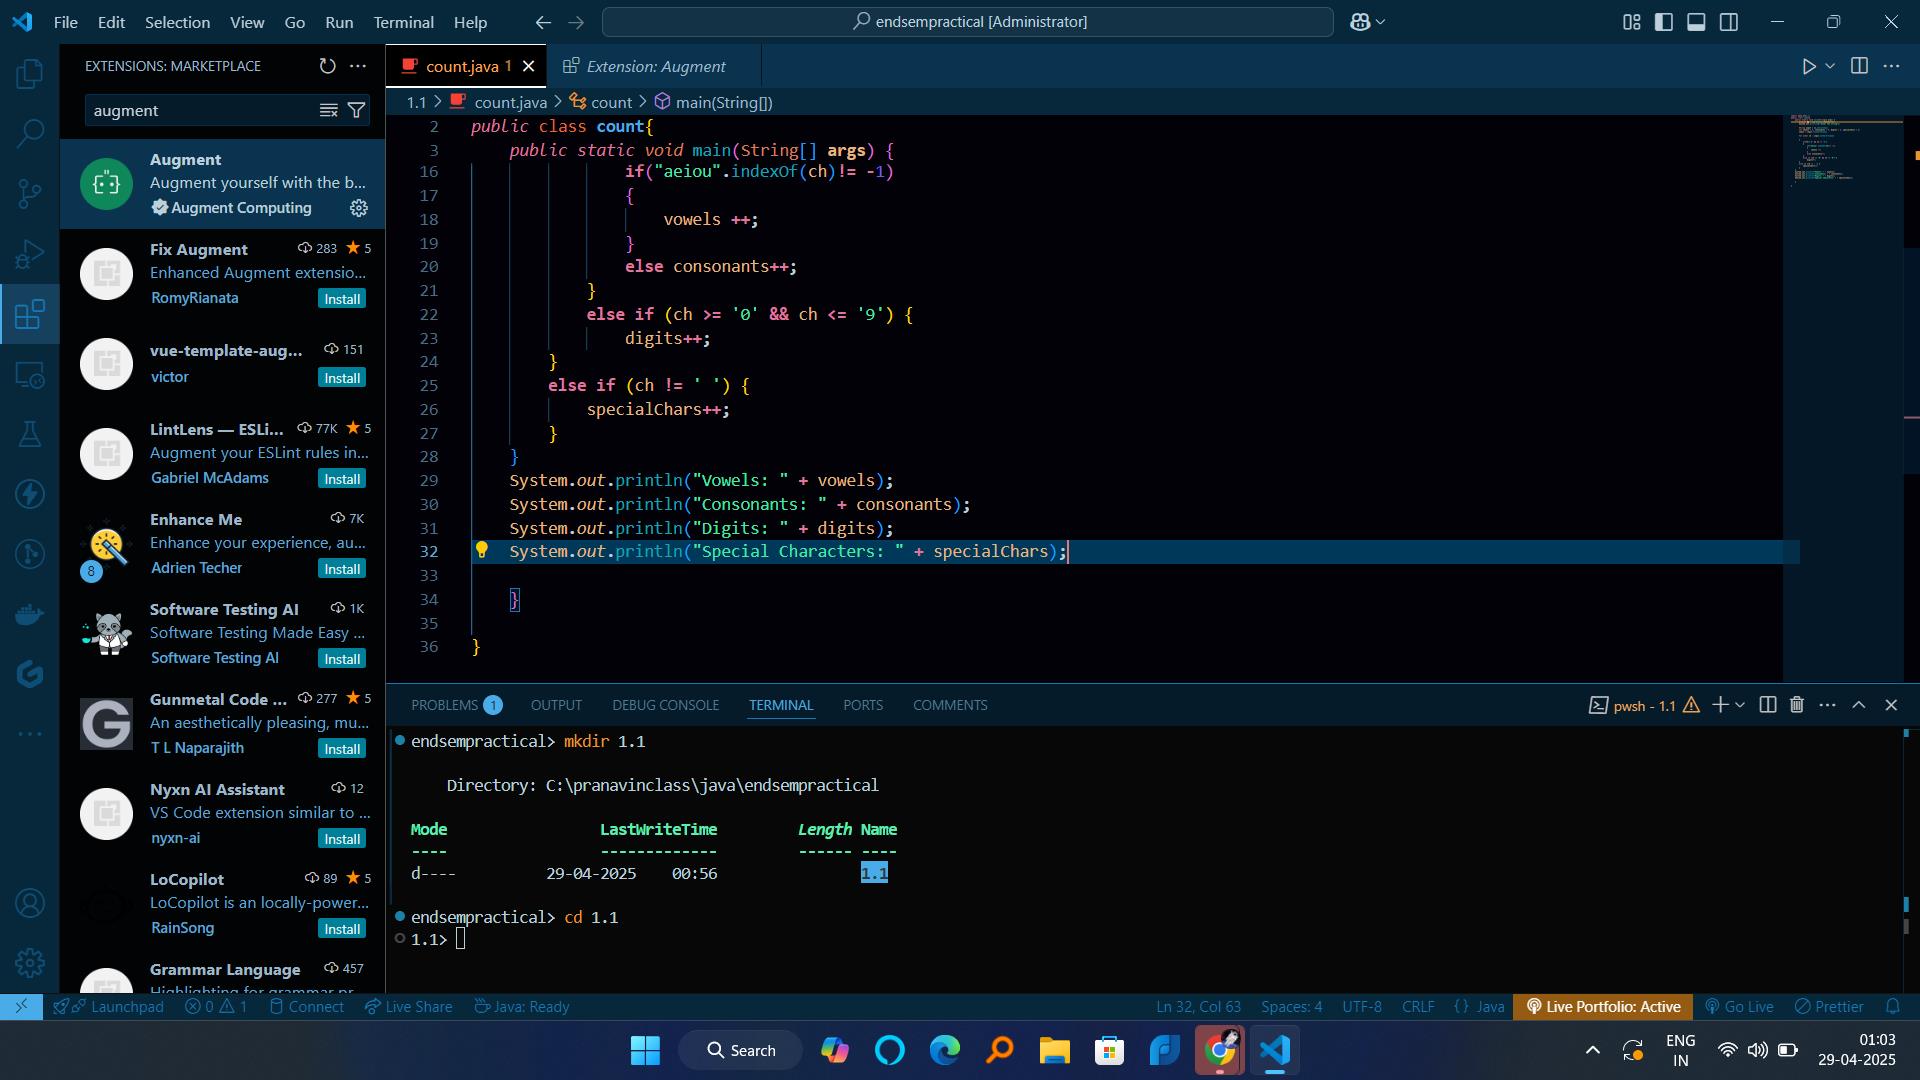 File Edit Selection View Go Run Terminal Help
endsempractical [Administrator]
EXTENSIONS: MARKETPLACE
augment
Augment
Augment yourself with the b...
Augment Computing
Fix Augment 283 5
Enhanced Augment extensio...
RomyRianata Install
vue-template-aug... 151
victor Install
LintLens — ESLi... 77K 5
Augment your ESLint rules in...
Gabriel McAdams Install
Enhance Me 7K
Enhance your experience, au...
8 Adrien Techer Install
Software Testing AI 1K
Software Testing Made Easy ...
Software Testing AI Install
Gunmetal Code ... 277 5
An aesthetically pleasing, mu...
T L Naparajith Install
Nyxn AI Assistant 12
VS Code extension similar to ...
nyxn-ai Install
LoCopilot 89 5
LoCopilot is an locally-power...
RainSong Install
Grammar Language 457
count.java 1 Extension: Augment
1.1 > count.java > count > main(String[])
2 public class count{
3 public static void main(String[] args) {
16 if("aeiou".indexOf(ch)!= -1)
17 {
18 vowels ++;
19 }
20 else consonants++;
21 }
22 else if (ch >= '0' && ch <= '9') {
23 digits++;
24 }
25 else if (ch != ' ') {
26 specialChars++;
27 }
28 }
29 System.out.println("Vowels: " + vowels);
30 System.out.println("Consonants: " + consonants);
31 System.out.println("Digits: " + digits);
32 System.out.println("Special Characters: " + specialChars);
33
34 }
35
36 }
PROBLEMS 1 OUTPUT DEBUG CONSOLE TERMINAL PORTS COMMENTS
pwsh - 1.1
endsempractical> mkdir 1.1
Directory: C:\pranavinclass\java\endsempractical
Mode LastWriteTime Length Name
---- ------------- ------ ----
d---- 29-04-2025 00:56 1.1
endsempractical> cd 1.1
1.1>
Launchpad 0 1 Connect Live Share Java: Ready
Ln 32, Col 63 Spaces: 4 UTF-8 CRLF {} Java Live Portfolio: Active Go Live Prettier
Search
ENG
IN
01:03
29-04-2025